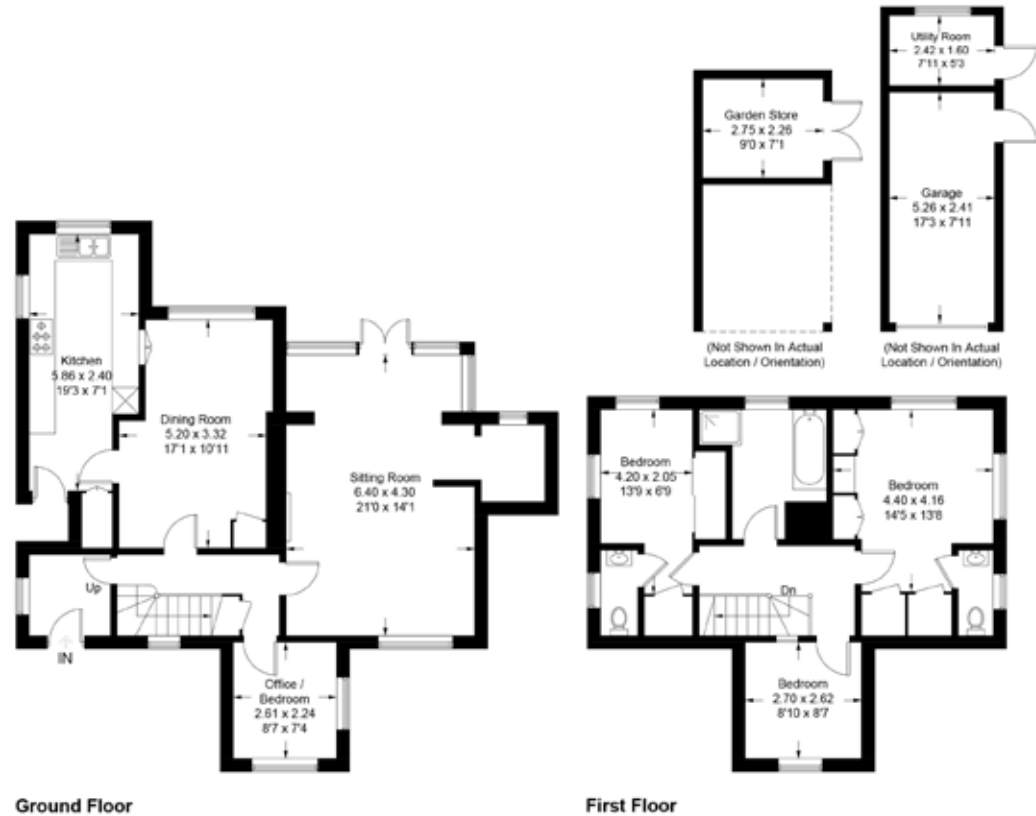 Utility Room
2.42 x 1.60
7'11 x 5'3
Garden Store
2.75 x 2.26
9'0 x 7'1
Garage
5.26 x 2.41
17'3 x 7'11
(Not Shown In Actual
Location / Orientation)
(Not Shown In Actual
Location / Orientation)
Kitchen
5.86 x 2.40
19'3 x 7'1
Dining Room
5.20 x 3.32
17'1 x 10'11
Sitting Room
6.40 x 4.30
21'0 x 14'1
Up
IN
Office /
Bedroom
2.61 x 2.24
8'7 x 7'4
Ground Floor
Bedroom
4.20 x 2.05
13'9 x 6'9
Bedroom
4.40 x 4.16
14'5 x 13'8
Dn
Bedroom
2.70 x 2.62
8'10 x 8'7
First Floor